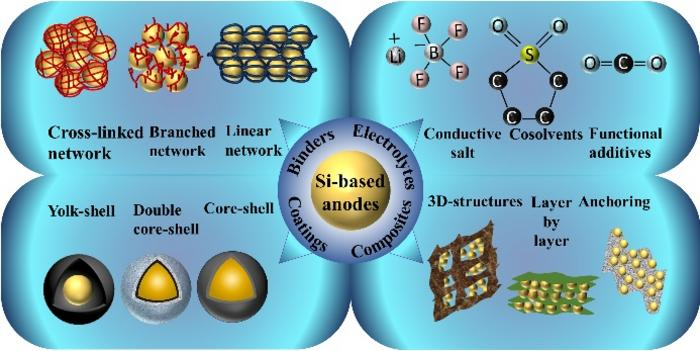 Cross-linked
network
Branched
network
Linear
network
Li
+
−
B
F
F
F
F
O
O
S
C
C
C
C
O
C
O
Conductive
salt
Cosolvents
Functional
additives
Binders
Electrolytes
Si-based
anodes
Coatings
Composites
Yolk-shell
Double
core-shell
Core-shell
3D-structures
Layer
by
layer
Anchoring